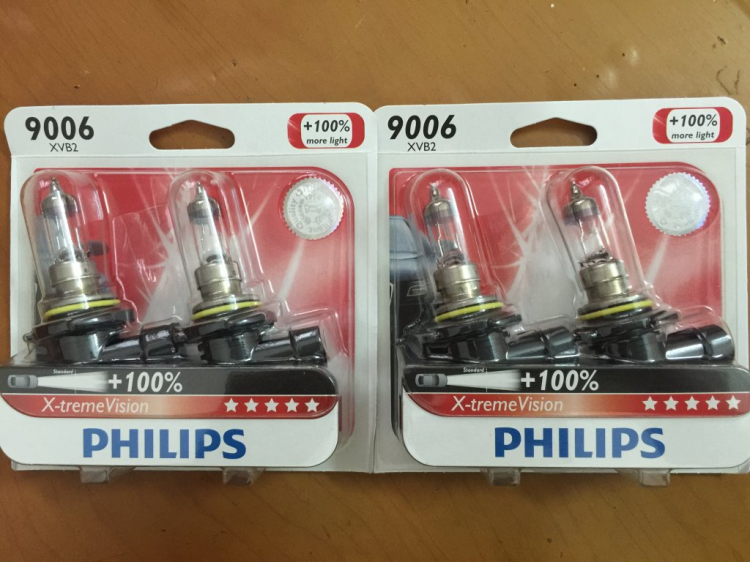 9006
XVB2
+100%
more light
Standard
+100%
X-tremeVision
PHILIPS
9006
XVB2
+100%
more light
Standard
+100%
X-tremeVision
PHILIPS